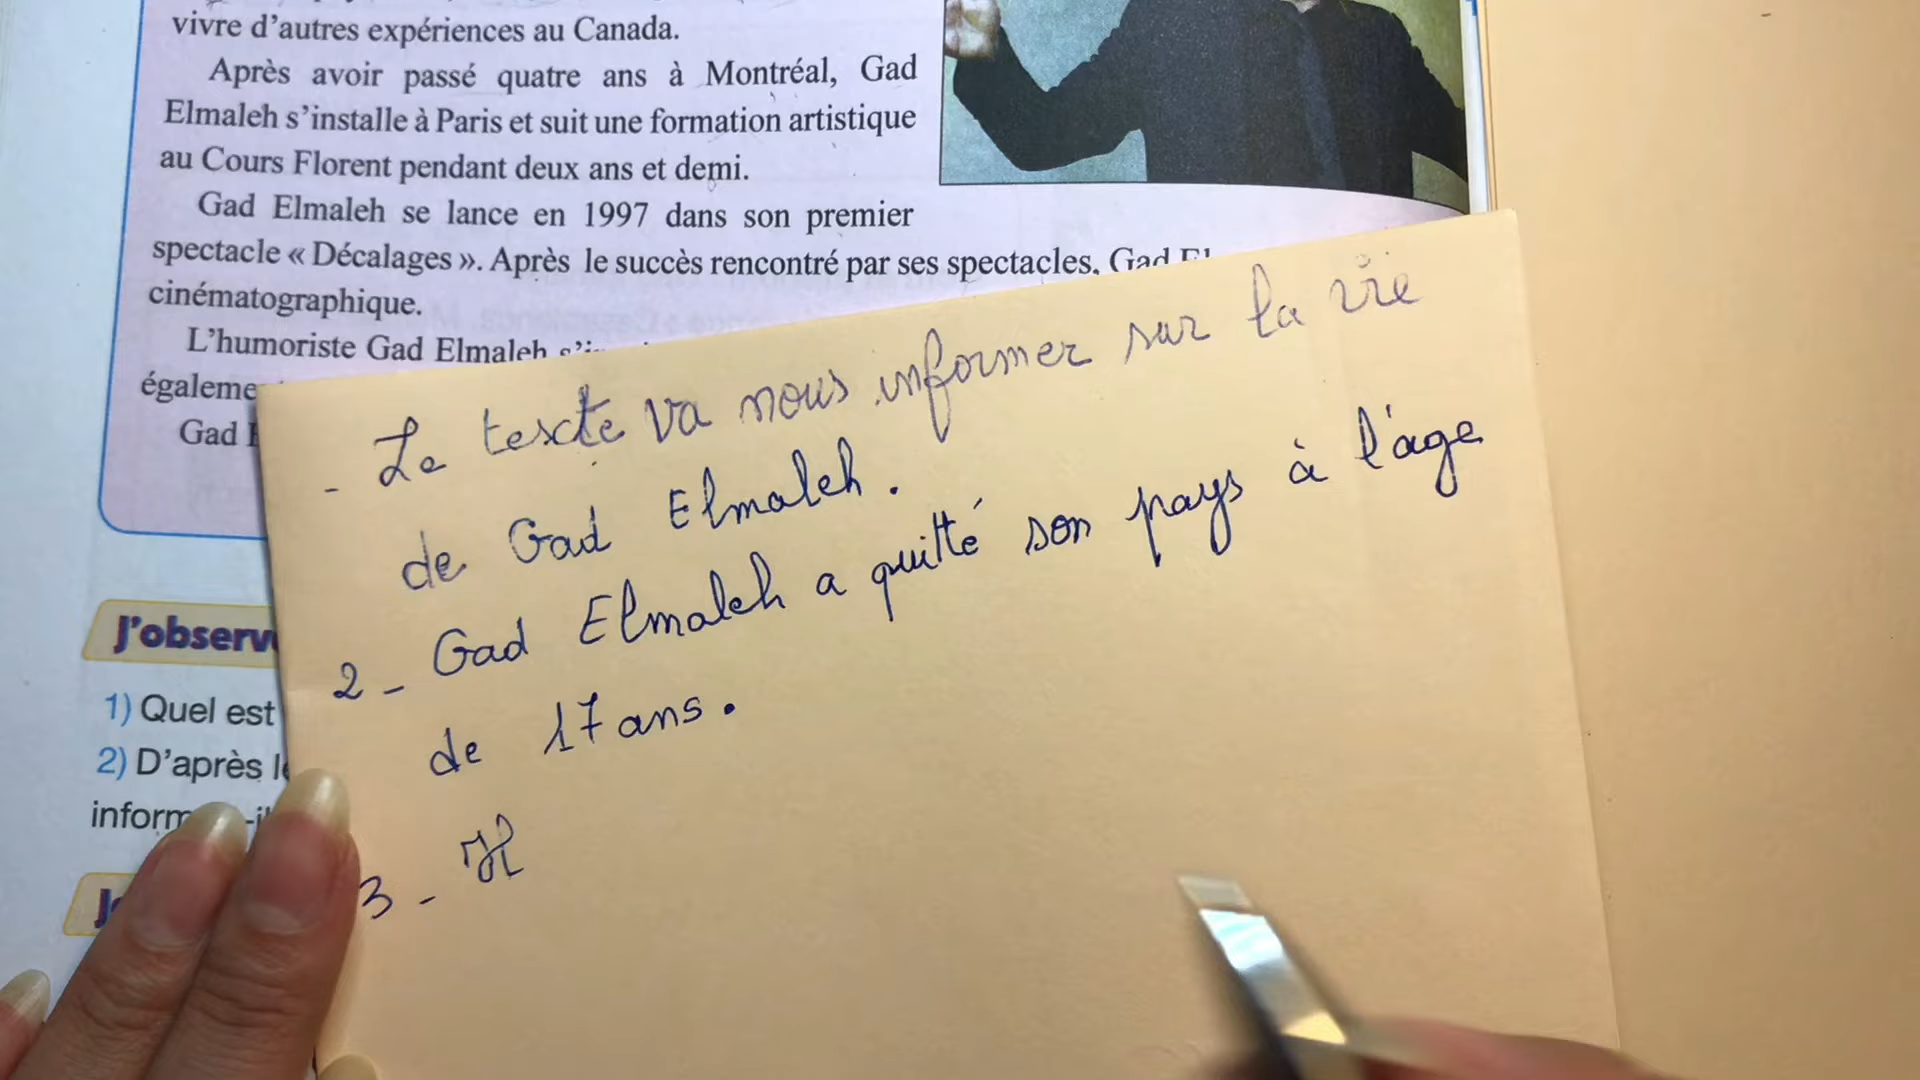 vivre d'autres expériences au Canada.
Après avoir passé quatre ans à Montréal, Gad
Elmaleh s'installe à Paris et suit une formation artistique
au Cours Florent pendant deux ans et demi.
Gad Elmaleh se lance en 1997 dans son premier
spectacle « Décalages ». Après le succès rencontré par ses spectacles, Gad
cinématographique.
L'humoriste Gad Elmaleh
Gad
- Le texte va nous informer sur la vie
de Gad Elmaleh.
2 - Gad Elmaleh a quitté son pays à l'âge
de 17 ans.
3 -
J'observ
1) Quel est
2) D'après